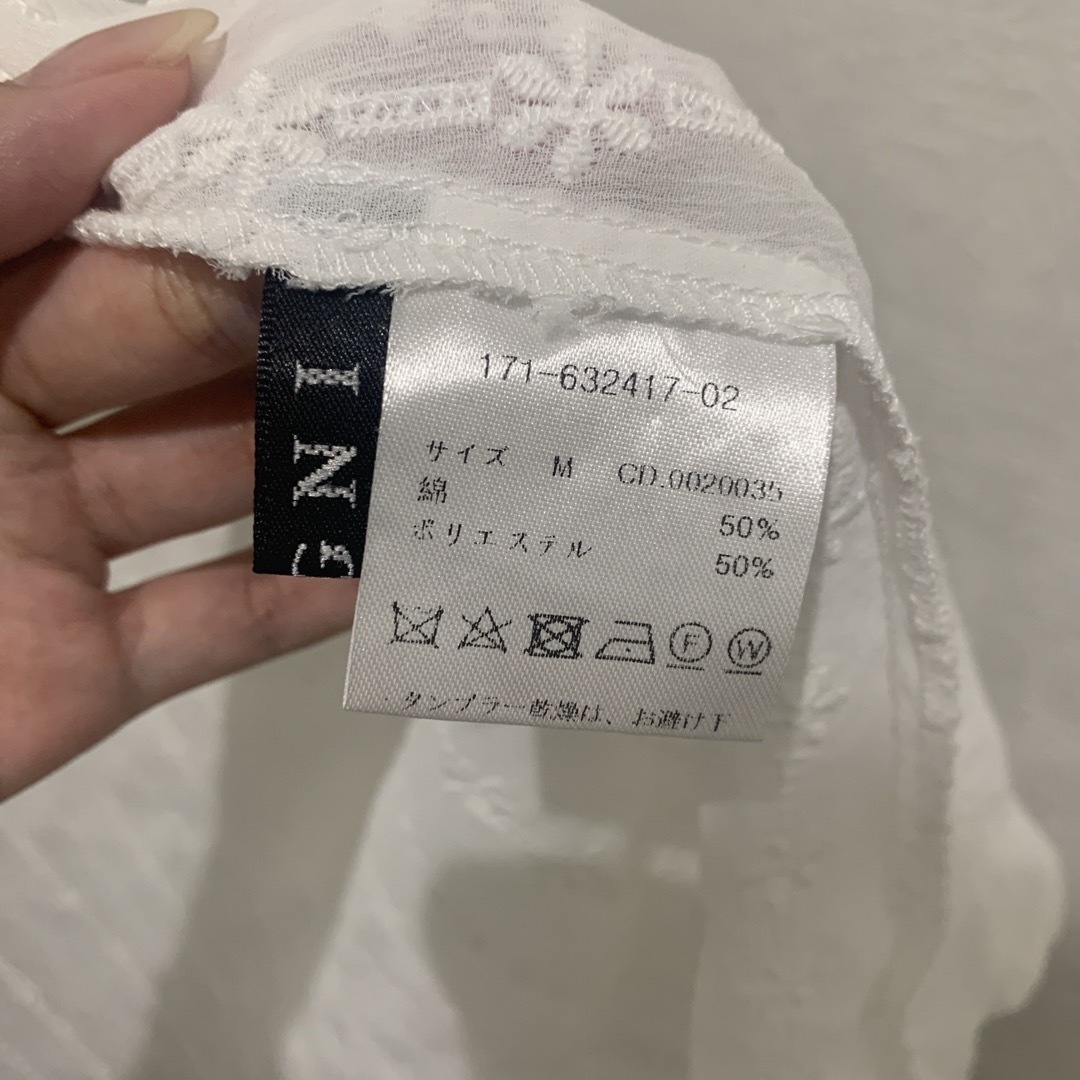 ING
171-632417-02
サイズ M CD.0020035
綿 50%
ポリエステル 50%
F W
タンブラー乾燥は、お避け下